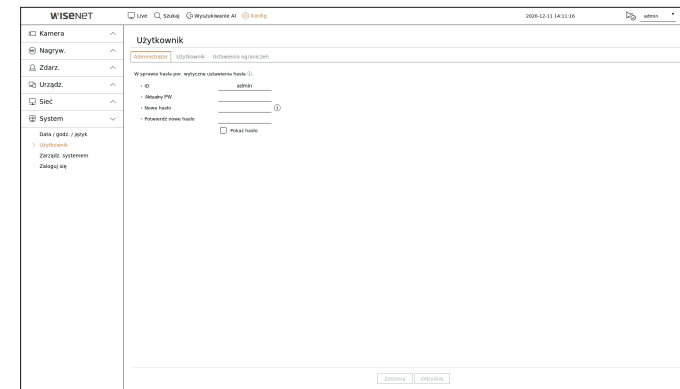 WISENET
Live Szukaj Wyszukiwanie AI Konfig
2026-12-11 14:11:16
admin
Kamera
Nagryw.
Zdarz.
Urządz.
Sieć
System
Data / godz. / język
Użytkownik
Zarządz. systemem
Zaloguj się
Użytkownik
Administrator Użytkownik Ustawienia ograniczeń
W sprawie hasła por. wytyczne ustawienia hasła
ID admin
Aktualny PW
Nowe hasło
Potwierdź nowe hasło
Pokaż hasło
Zastosuj Odzyskaj